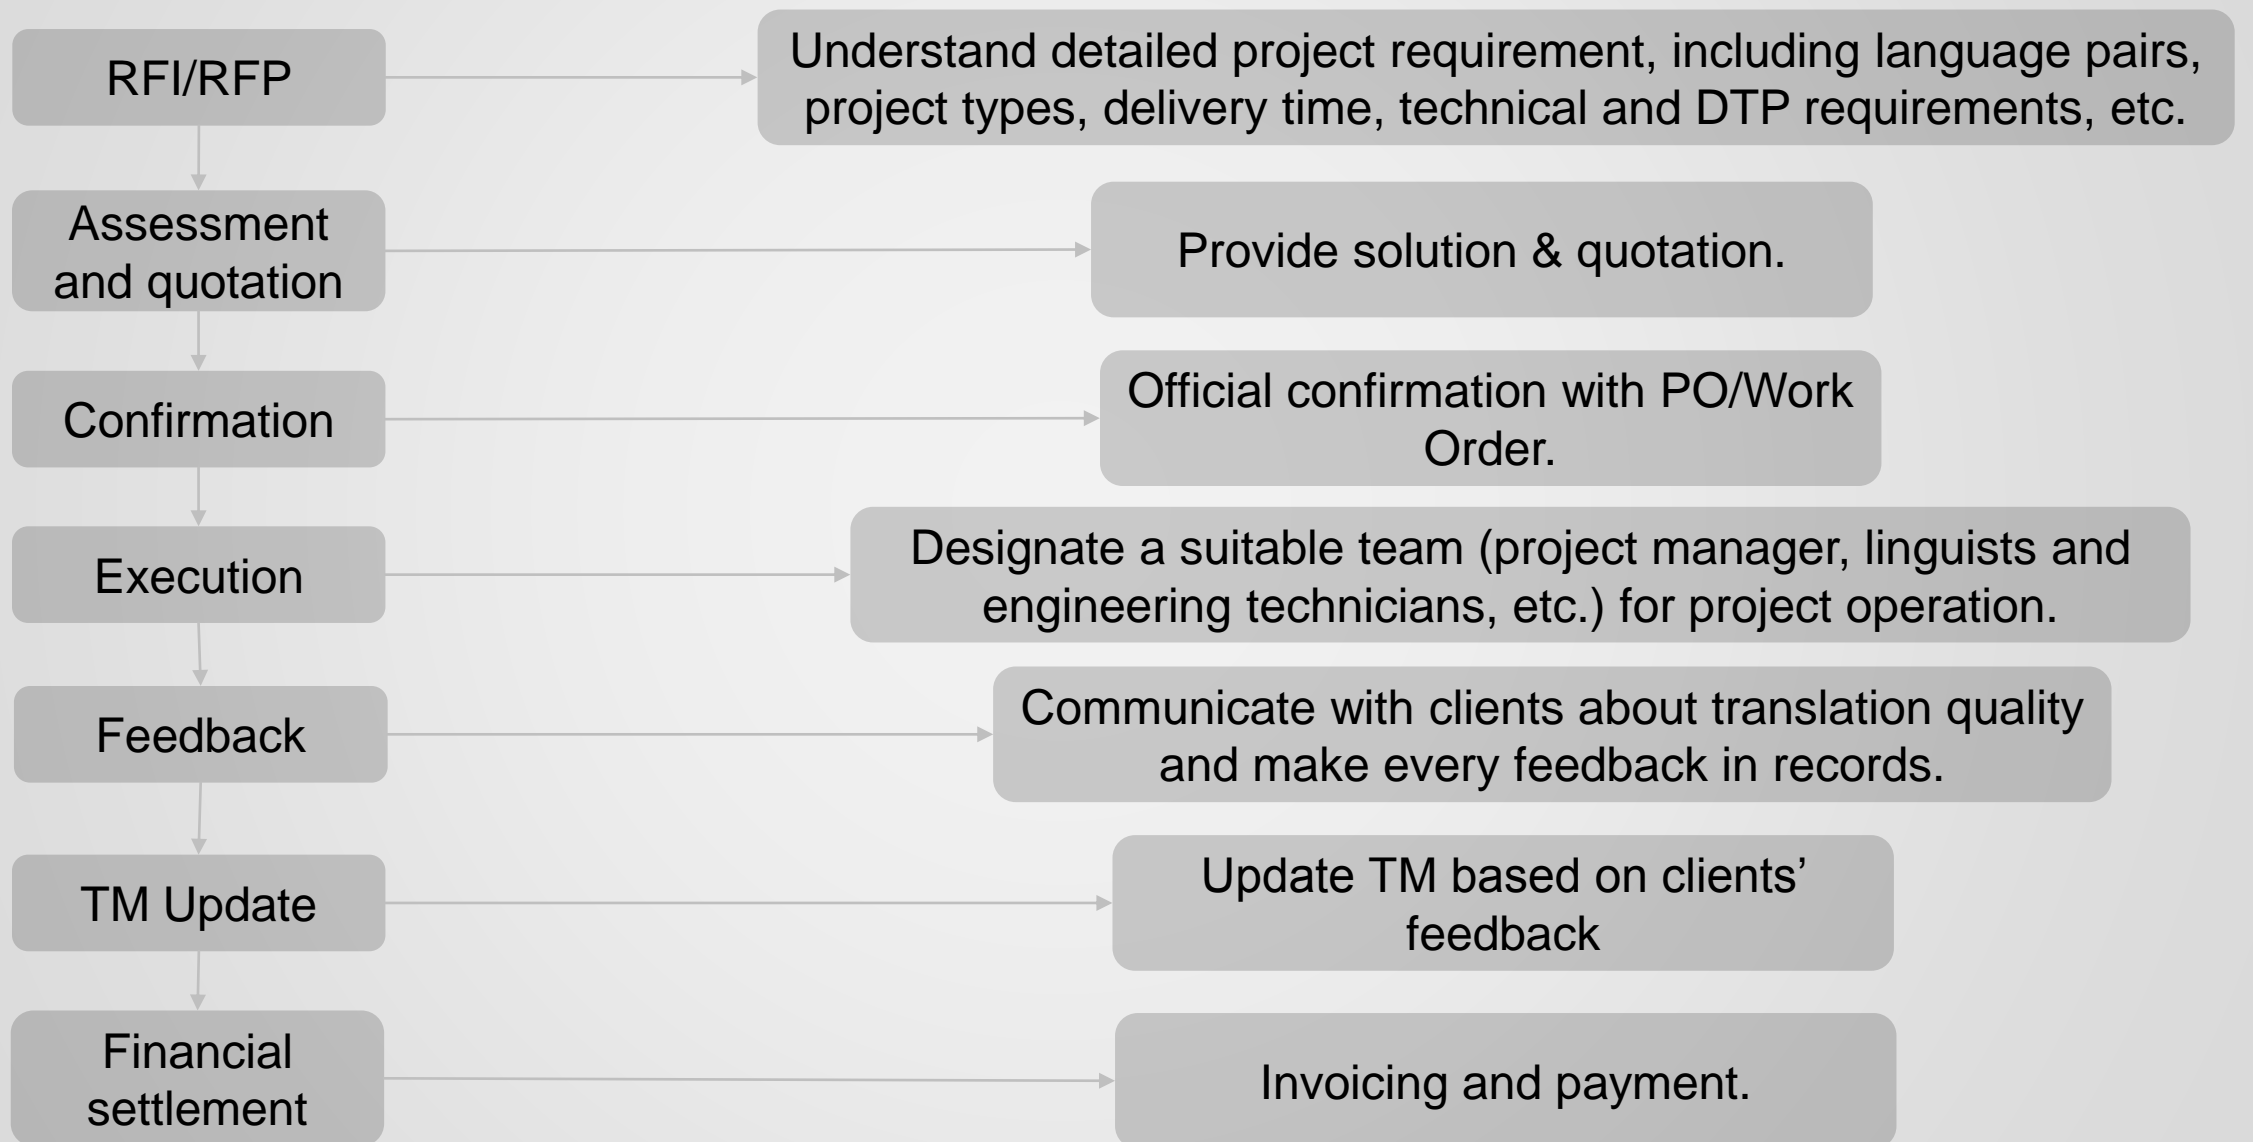 RFI/RFP
Understand detailed project requirement, including language pairs,
project types, delivery time, technical and DTP requirements, etc.
Assessment
and quotation
Provide solution & quotation.
Confirmation
Official confirmation with PO/Work
Order.
Execution
Designate a suitable team (project manager, linguists and
engineering technicians, etc.) for project operation.
Feedback
Communicate with clients about translation quality
and make every feedback in records.
TM Update
Update TM based on clients’
feedback
Financial
settlement
Invoicing and payment.